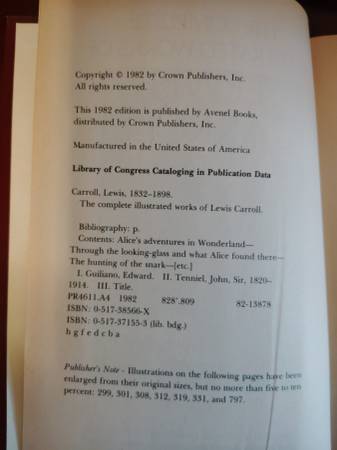 Copyright © 1982 by Crown Publishers, Inc.
All rights reserved.
This 1982 edition is published by Avenel Books,
distributed by Crown Publishers, Inc.
Manufactured in the United States of America
Library of Congress Cataloging in Publication Data
Carroll, Lewis, 1832–1898.
The complete illustrated works of Lewis Carroll.
Bibliography: p.
Contents: Alice's adventures in Wonderland—
Through the looking-glass and what Alice found there—
The hunting of the snark—[etc.]
I. Guiliano, Edward. II. Tenniel, John, Sir, 1820–
1914. III. Title.
PR4611.A4 1982 828'.809 82-13878
ISBN: 0-517-38566-X
ISBN: 0-517-37155-3 (lib. bdg.)
h g f e d c b a
Publisher's Note - Illustrations on the following pages have been
enlarged from their original sizes, but no more than five to ten
percent: 299, 301, 308, 312, 319, 331, and 797.